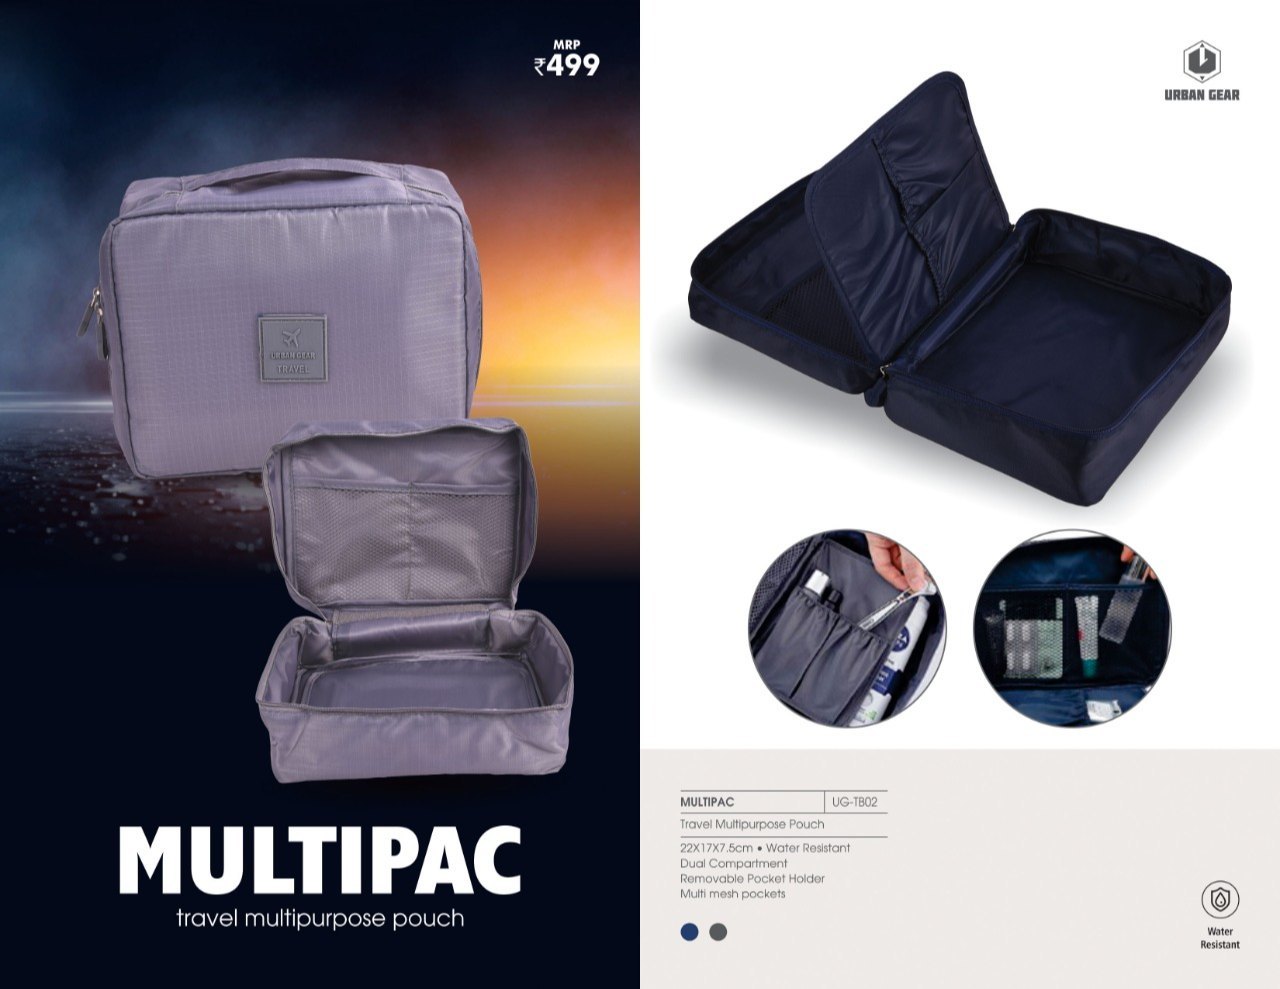 MRP
₹499
URBAN GEAR
TRAVEL
MULTIPAC
travel multipurpose pouch
URBAN GEAR
MULTIPAC UG-TB02
Travel Multipurpose Pouch
22X17X7.5cm • Water Resistant
Dual Compartment
Removable Pocket Holder
Multi mesh pockets
Water
Resistant